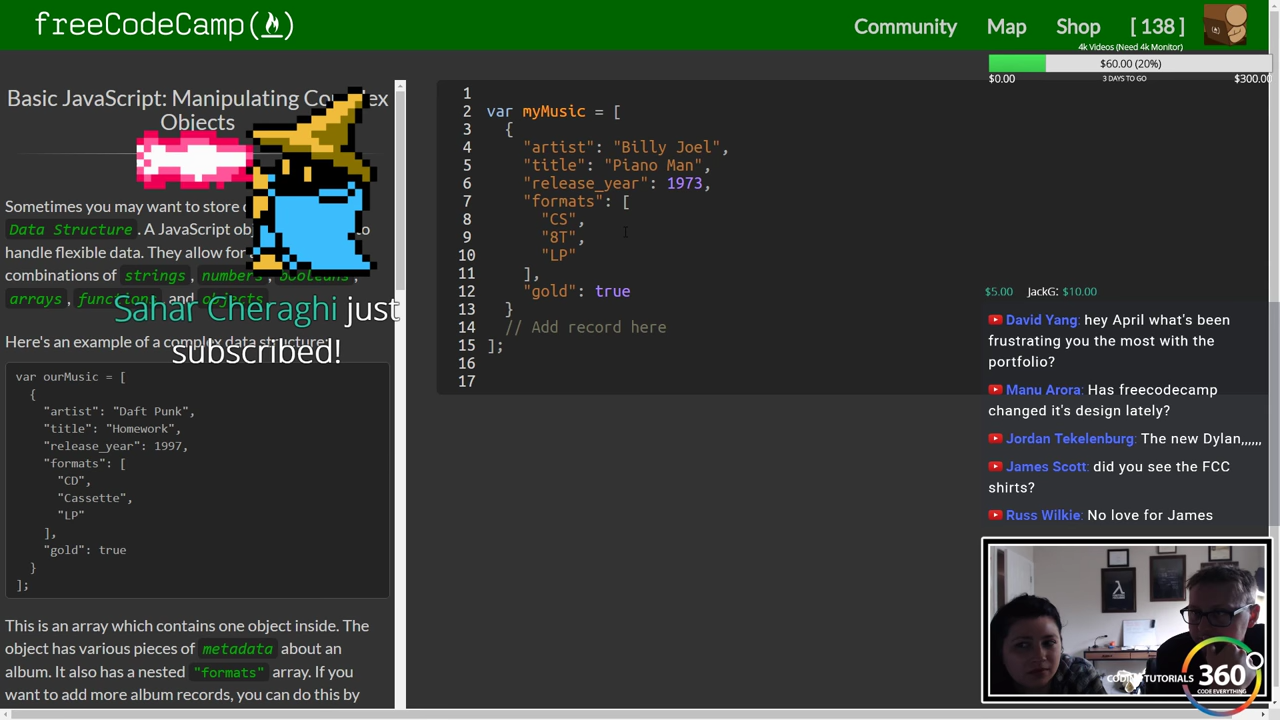 freeCodeCamp(
)
Community
Map
Shop
[ 138 ]
4k Videos (Need 4k Monitor)
$60.00 (20%)
$0.00
3 DAYS TO GO
$300.00
Basic JavaScript: Manipulating Co ex
Objects
Sometimes you may want to store
Data Structure . A JavaScript ob to
handle flexible data. They allow for
combinations of strings , numbers , booleans ,
arrays , functions , and objects .
Sahar Cheraghi just
subscribed!
Here's an example of a complex data structure:
var ourMusic = [
{
"artist": "Daft Punk",
"title": "Homework",
"release_year": 1997,
"formats": [
"CD",
"Cassette",
"LP"
],
"gold": true
}
];
This is an array which contains one object inside. The
object has various pieces of metadata about an
album. It also has a nested "formats" array. If you
want to add more album records, you can do this by
1
2 var myMusic = [
3 {
4 "artist": "Billy Joel",
5 "title": "Piano Man",
6 "release_year": 1973,
7 "formats": [
8 "CS",
9 "8T",
10 "LP"
11 ],
12 "gold": true
13 }
14 // Add record here
15 ];
16
17
$5.00 JackG: $10.00
David Yang: hey April what's been
frustrating you the most with the
portfolio?
Manu Arora: Has freecodecamp
changed it's design lately?
Jordan Tekelenburg: The new Dylan,,,,,,
James Scott: did you see the FCC
shirts?
Russ Wilkie: No love for James
CODING TUTORIALS 360
CODE EVERYTHING